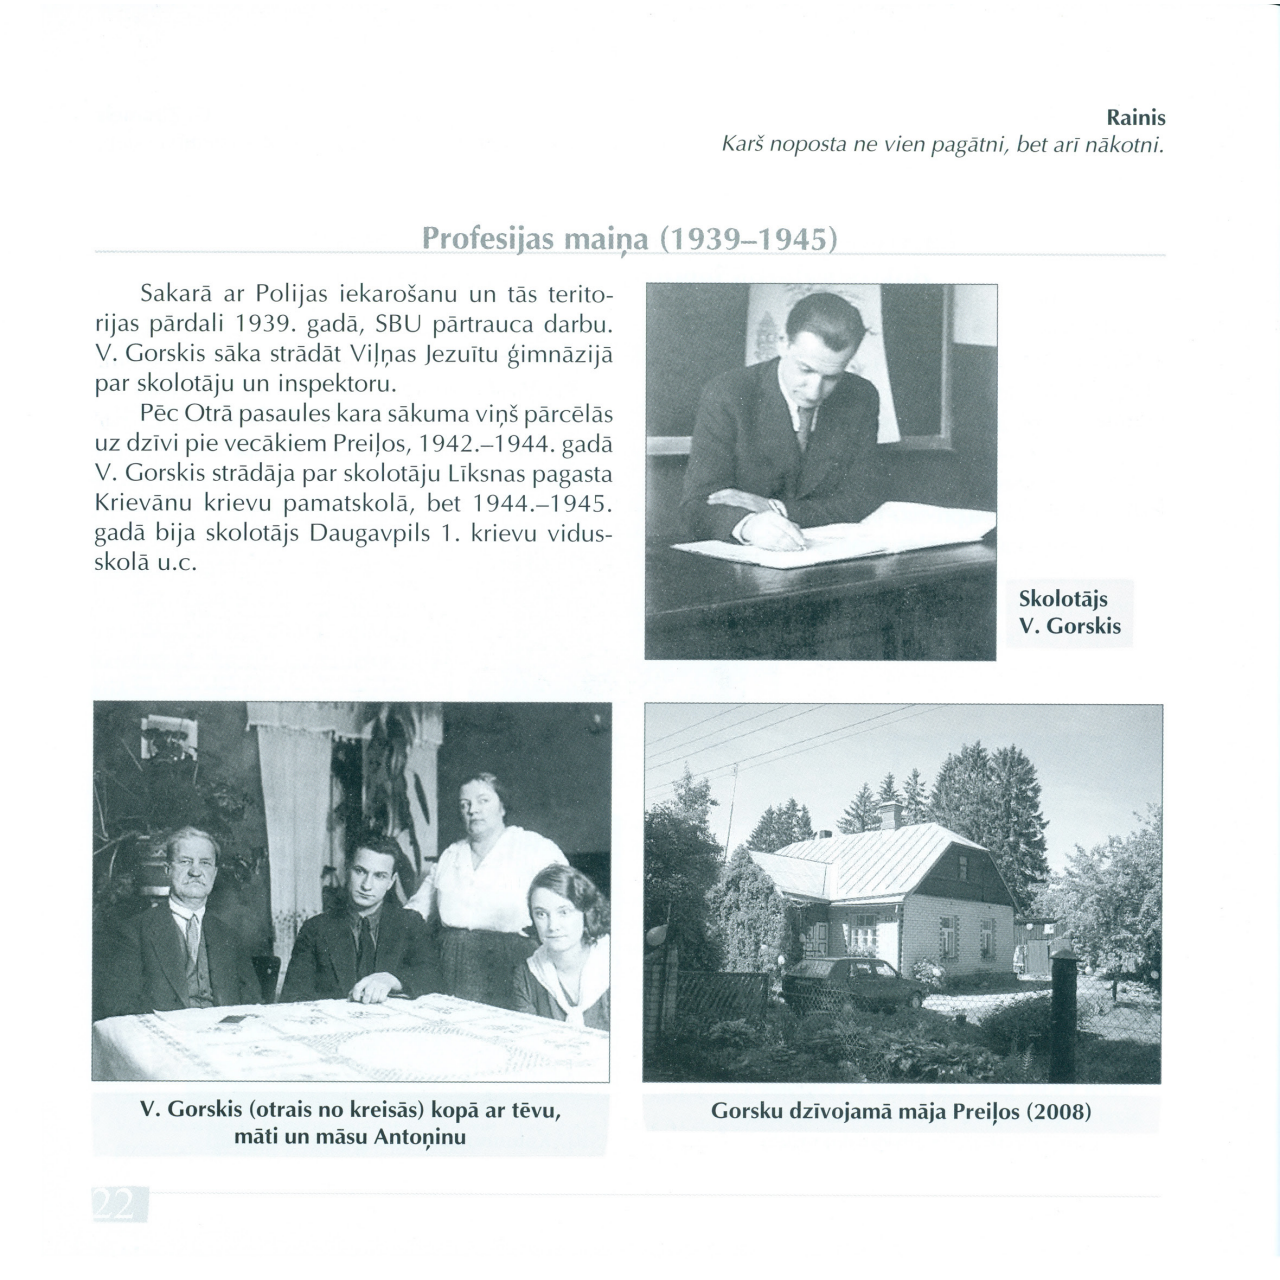 Rainis
Karš noposta ne vien pagātni, bet arī nākotni.
Profesijas maiņa (1939–1945)
Sakarā ar Polijas iekarošanu un tās terito-
rijas pārdali 1939. gadā, SBU pārtrauca darbu.
V. Gorskis sāka strādāt Viļņas Jezuītu ģimnāzijā
par skolotāju un inspektoru.
Pēc Otrā pasaules kara sākuma viņš pārcēlās
uz dzīvi pie vecākiem Preiļos, 1942.–1944. gadā
V. Gorskis strādāja par skolotāju Līksnas pagasta
Krievānu krievu pamatskolā, bet 1944.–1945.
gadā bija skolotājs Daugavpils 1. krievu vidus-
skolā u.c.
Skolotājs
V. Gorskis
V. Gorskis (otrais no kreisās) kopā ar tēvu,
māti un māsu Antoņinu
Gorsku dzīvojamā māja Preiļos (2008)
22